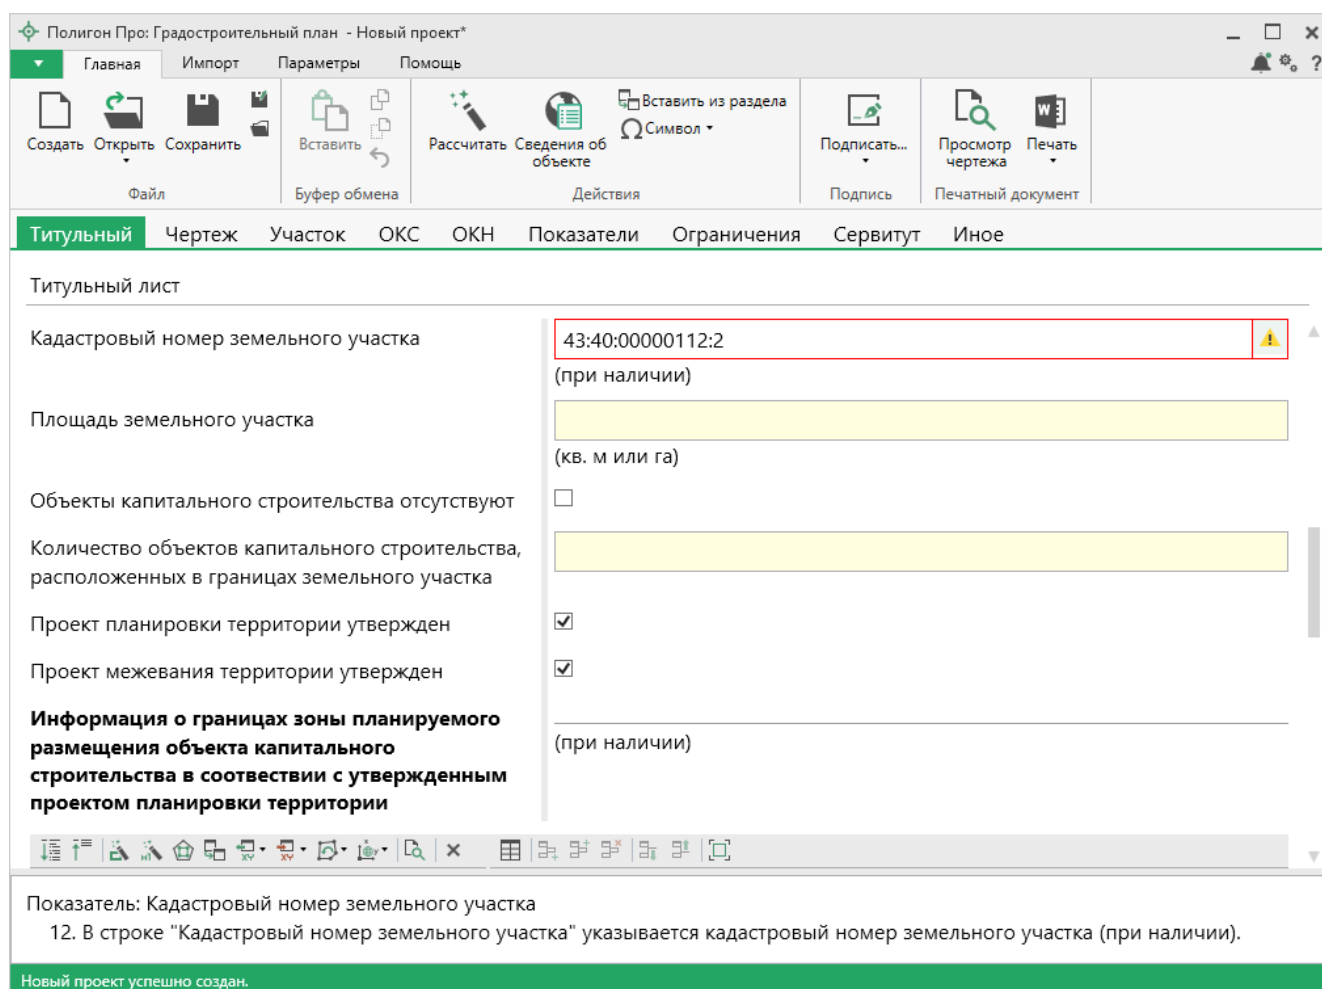 Полигон Про: Градостроительный план - Новый проект*
Главная Импорт Параметры Помощь
?
Вставить из раздела
Символ
Создать Открыть Сохранить Вставить Рассчитать Сведения об объекте Подписать... Просмотр чертежа Печать
Файл Буфер обмена Действия Подпись Печатный документ
Титульный Чертеж Участок ОКС ОКН Показатели Ограничения Сервитут Иное
Титульный лист
Кадастровый номер земельного участка 43:40:00000112:2
(при наличии)
Площадь земельного участка
(кв. м или га)
Объекты капитального строительства отсутствуют
Количество объектов капитального строительства,
расположенных в границах земельного участка
Проект планировки территории утвержден
Проект межевания территории утвержден
Информация о границах зоны планируемого
размещения объекта капитального
(при наличии)
строительства в соотвествии с утвержденным
проектом планировки территории
Показатель: Кадастровый номер земельного участка
12. В строке "Кадастровый номер земельного участка" указывается кадастровый номер земельного участка (при наличии).
Новый проект успешно создан.